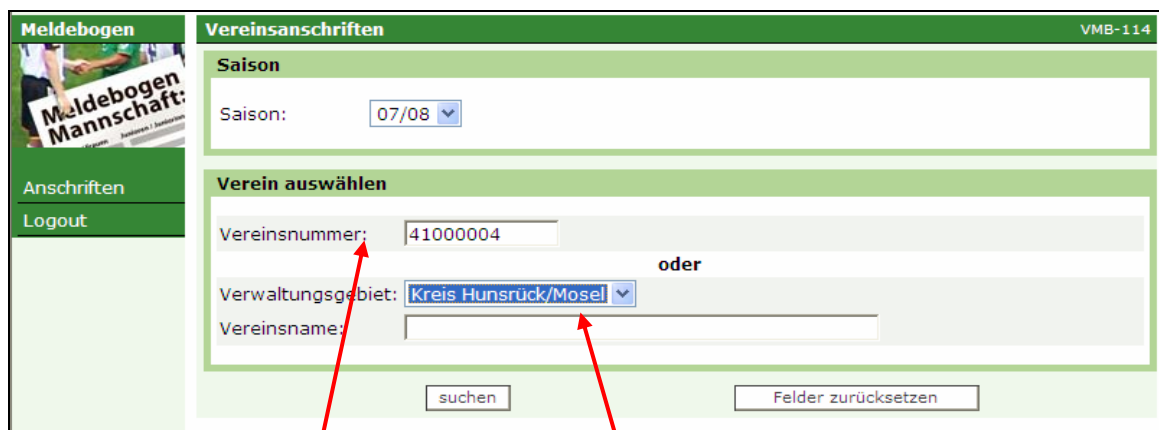 Meldebogen
Vereinsanschriften VMB-114
Meldebogen
Mannschaft:
Saison
Saison: 07/08
Anschriften
Logout
Verein auswählen
Vereinsnummer: 41000004
oder
Verwaltungsgebiet: Kreis Hunsrück/Mosel
Vereinsname:
suchen Felder zurücksetzen